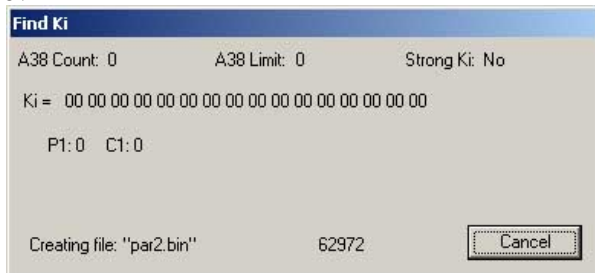 Find Ki
A38 Count: 0 A38 Limit: 0 Strong Ki: No
Ki = 00 00 00 00 00 00 00 00 00 00 00 00 00 00 00 00
P1: 0 C1: 0
Creating file: "par2.bin" 62972 Cancel